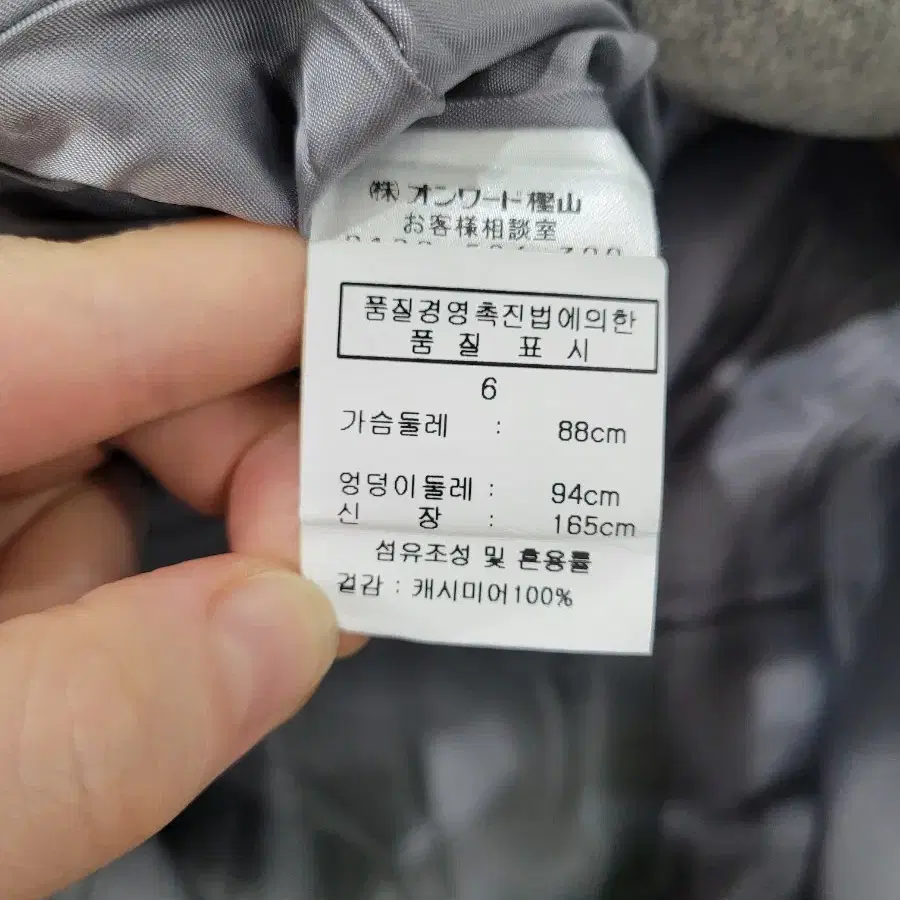 ㈱オンワード樫山
お客様相談室
품질경영촉진법에의한
품 질 표 시
6
가슴둘레 : 88cm
엉덩이둘레 : 94cm
신 장 : 165cm
섬유조성 및 혼용률
겉감 : 캐시미어100%